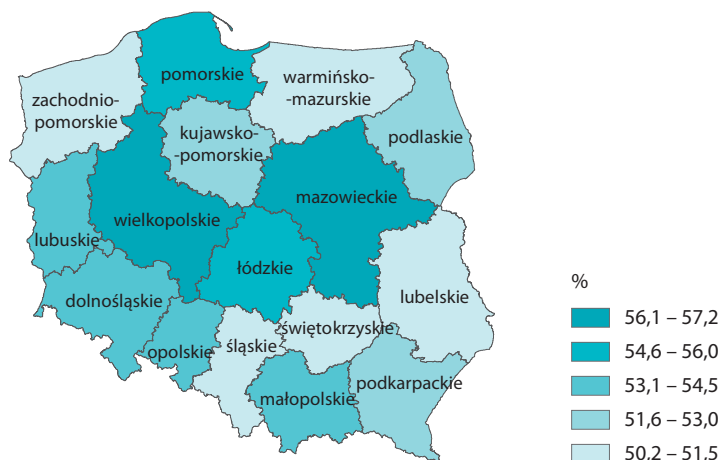 pomorskie
warmińsko-
-mazurskie
zachodnio-
pomorskie
kujawsko-
-pomorskie
podlaskie
mazowieckie
wielkopolskie
lubuskie
łódzkie
dolnośląskie
lubelskie
opolskie
śląskie
świętokrzyskie
małopolskie
podkarpackie
%
56,1 – 57,2
54,6 – 56,0
53,1 – 54,5
51,6 – 53,0
50,2 – 51,5